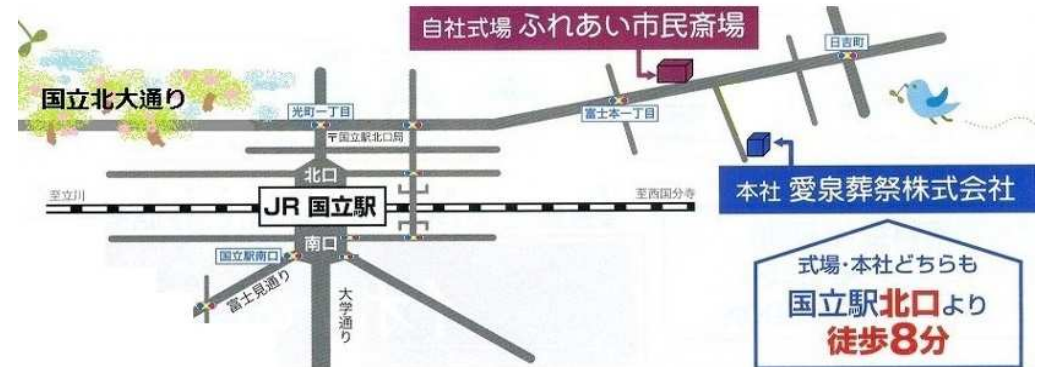 自社式場 ふれあい市民斎場
日吉町
国立北大通り
光町一丁目
富士本一丁目
〒国立駅北口局
北口
至立川
至西国分寺
本社 愛泉葬祭株式会社
JR 国立駅
南口
国立駅南口
富士見通り
大学通り
式場・本社どちらも
国立駅北口より
徒歩8分